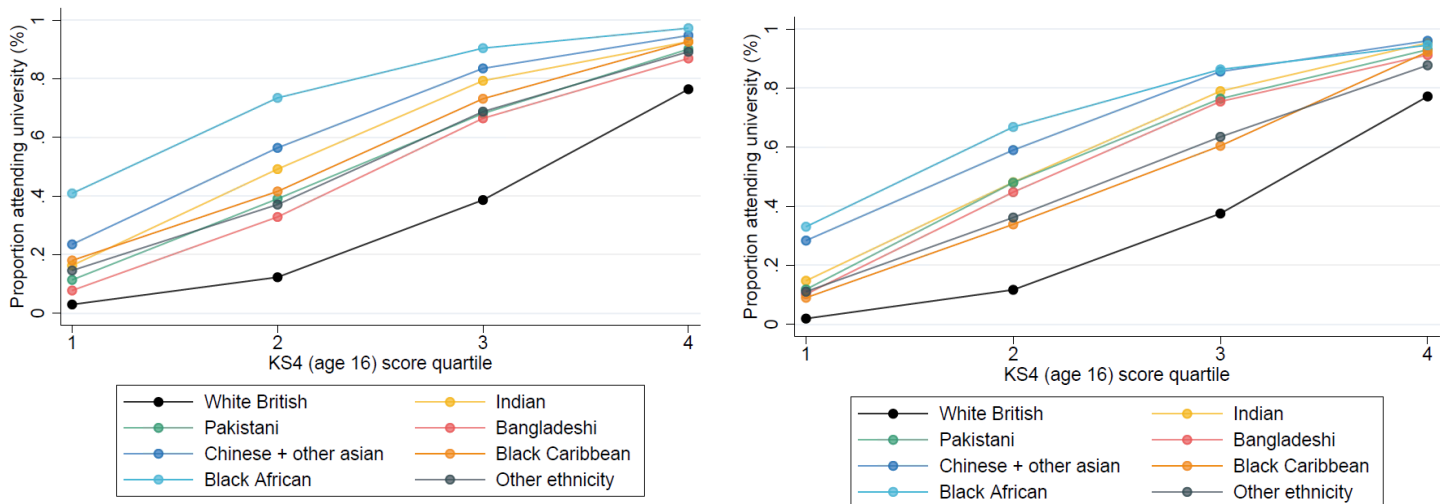 Proportion attending university (%)
1
.8
.6
.4
.2
0
1 2 3 4
KS4 (age 16) score quartile
White British Indian
Pakistani Bangladeshi
Chinese + other asian Black Caribbean
Black African Other ethnicity
Proportion attending university (%)
1
.8
.6
.4
.2
0
1 2 3 4
KS4 (age 16) score quartile
White British Indian
Pakistani Bangladeshi
Chinese + other asian Black Caribbean
Black African Other ethnicity